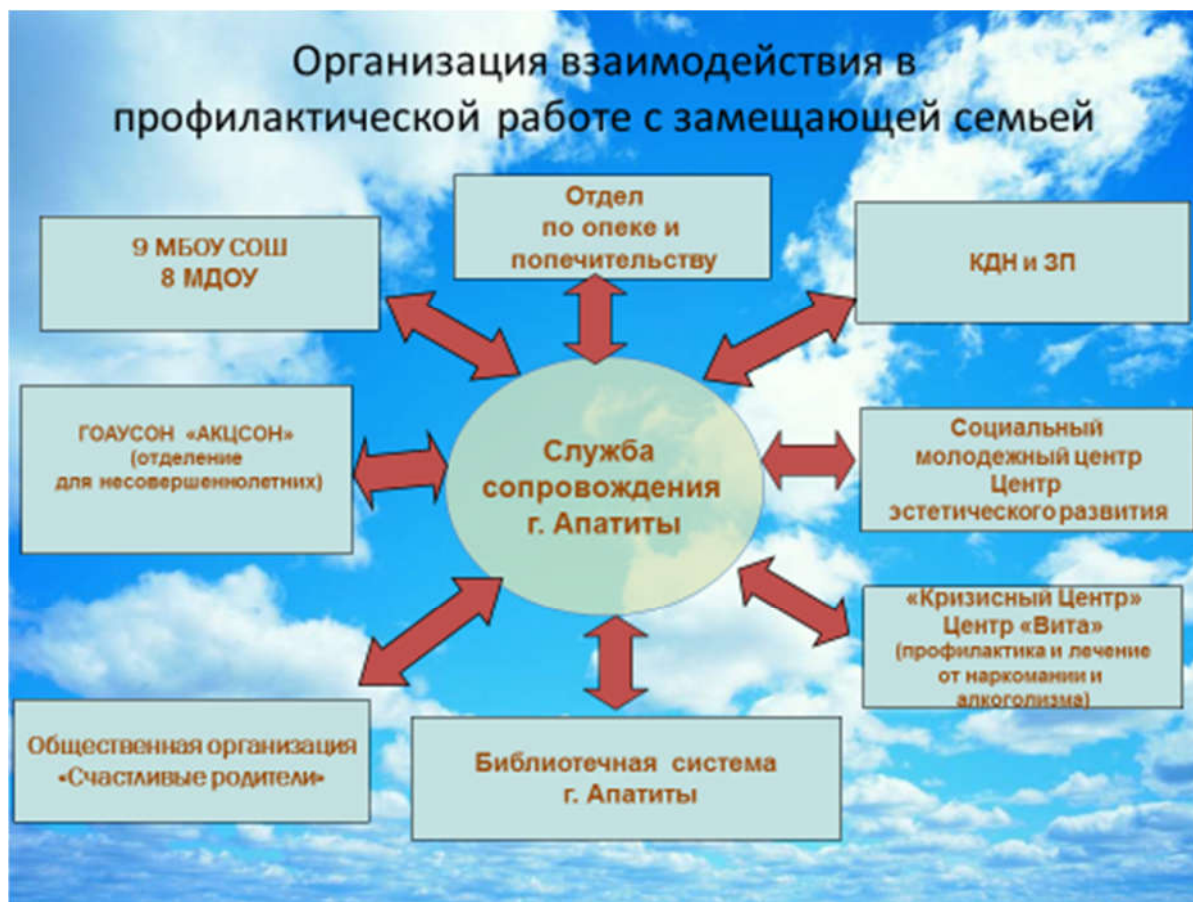 Организация взаимодействия в
профилактической работе с замещающей семьей
Отдел
по опеке и
попечительству
9 МБОУ СОШ
8 МДОУ
КДН и ЗП
ГОАУСОН «АКЦСОН»
(отделение
для несовершеннолетних)
Служба
сопровождения
г. Апатиты
Социальный
молодежный центр
Центр
эстетического развития
«Кризисный Центр»
Центр «Вита»
(профилактика и лечение
от наркомании и
алкоголизма)
Общественная организация
«Счастливые родители»
Библиотечная система
г. Апатиты